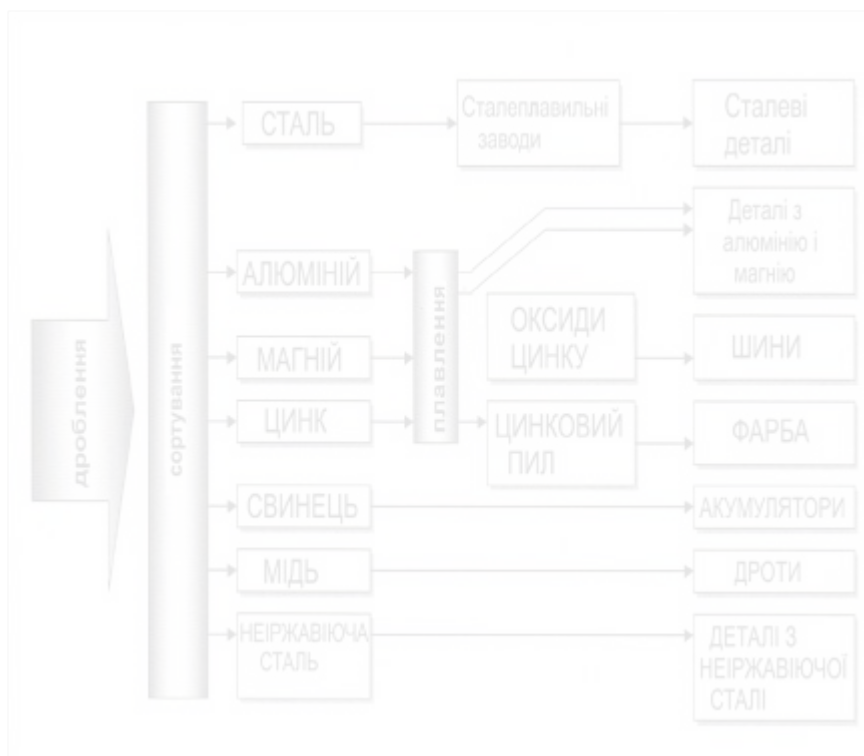 дроблення
сортування
СТАЛЬ
Сталеплавильні
заводи
Сталеві
деталі
АЛЮМІНІЙ
плавлення
Деталі з
алюмінію і
магнію
МАГНІЙ
ОКСИДИ
ЦИНКУ
ШИНИ
ЦИНК
ЦИНКОВИЙ
ПИЛ
ФАРБА
СВИНЕЦЬ
АКУМУЛЯТОРИ
МІДЬ
ДРОТИ
НЕІРЖАВІЮЧА
СТАЛЬ
ДЕТАЛІ З
НЕІРЖАВІЮЧОЇ
СТАЛІ